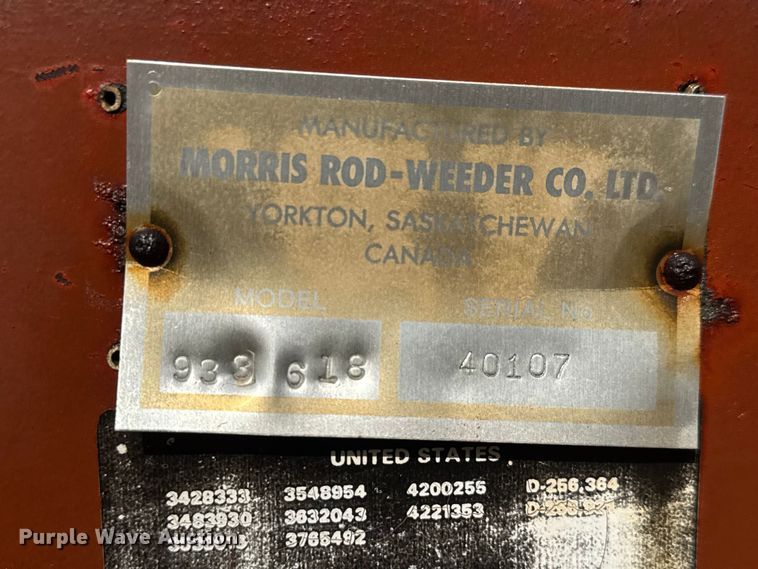 MANUFACTURED BY
MORRIS ROD-WEEDER CO. LTD.
YORKTON, SASKATCHEWAN
CANADA
MODEL SERIAL No.
933 618 40107
UNITED STATES
3428333 3548954 4200255 D-256,364
3483930 3632043 4221353
3765492
Purple Wave Auction